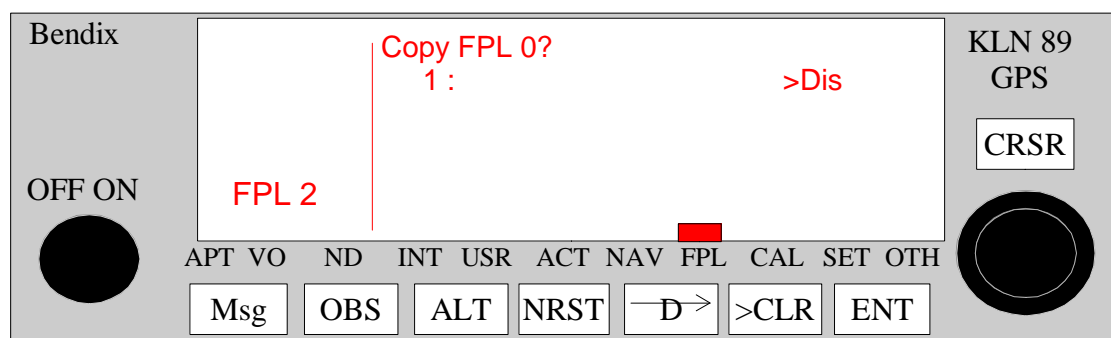 Bendix
KLN 89
GPS
Copy FPL 0?
1 : >Dis
CRSR
OFF ON
FPL 2
APT VO ND INT USR ACT NAV FPL CAL SET OTH
Msg OBS ALT NRST D >CLR ENT